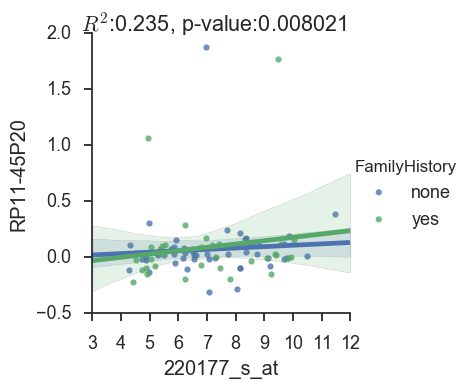 R²:0.235, p-value:0.008021
2.0
1.5
1.0
0.5
0.0
−0.5
RP11-45P20
3 4 5 6 7 8 9 10 11 12
220177_s_at
FamilyHistory
none
yes